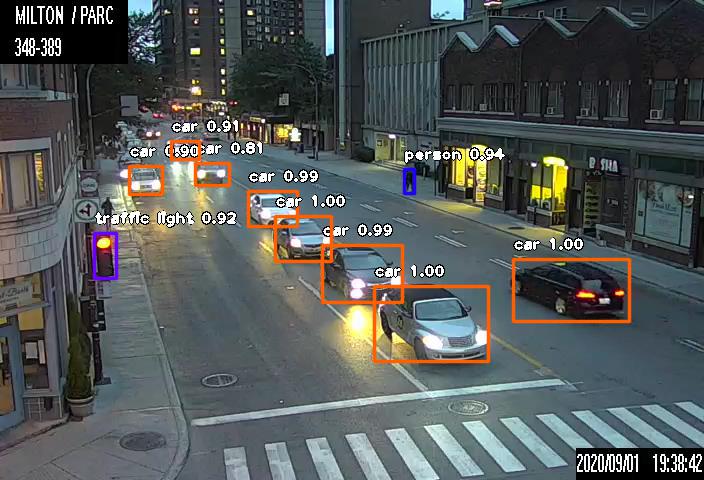 MILTON / PARC
348-389
car 0.91
car 0.90
car 0.81
person 0.94
car 0.99
car 1.00
traffic light 0.92
car 0.99
car 1.00
car 1.00
2020/09/01 19:38:42